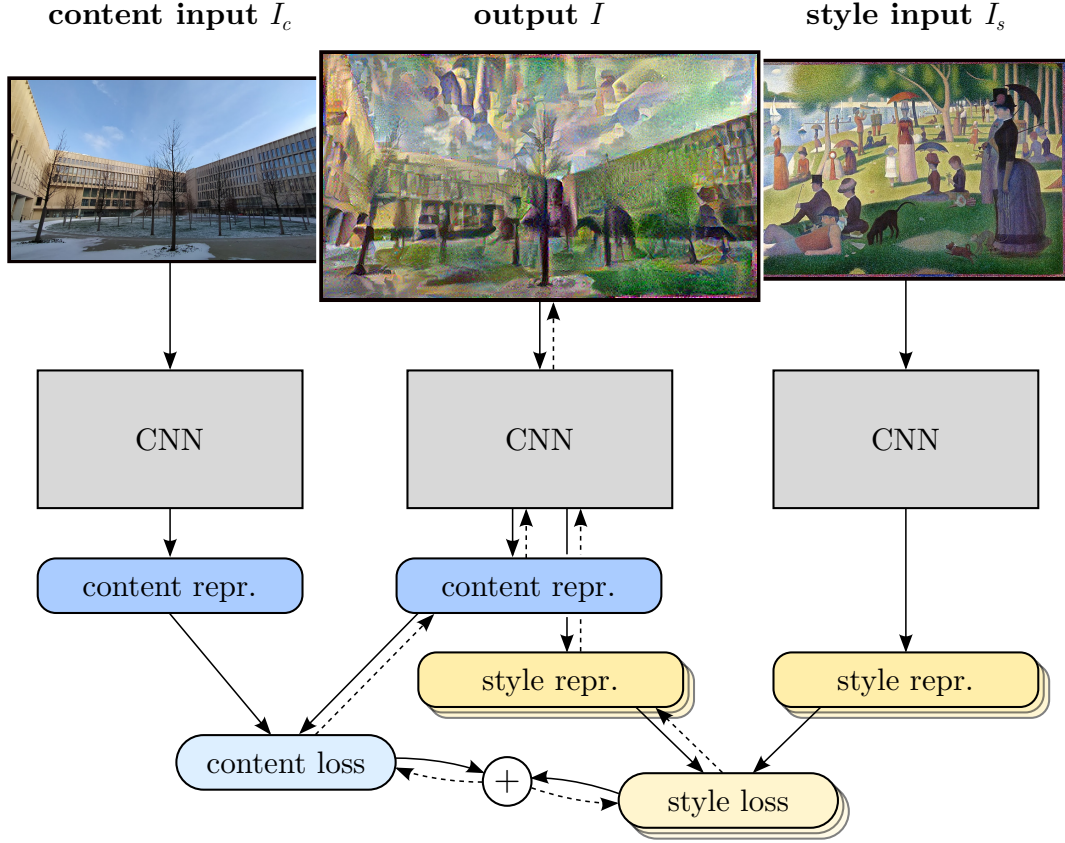 content input I_c
output I
style input I_s
CNN
CNN
CNN
content repr.
content repr.
style repr.
style repr.
content loss
+
style loss